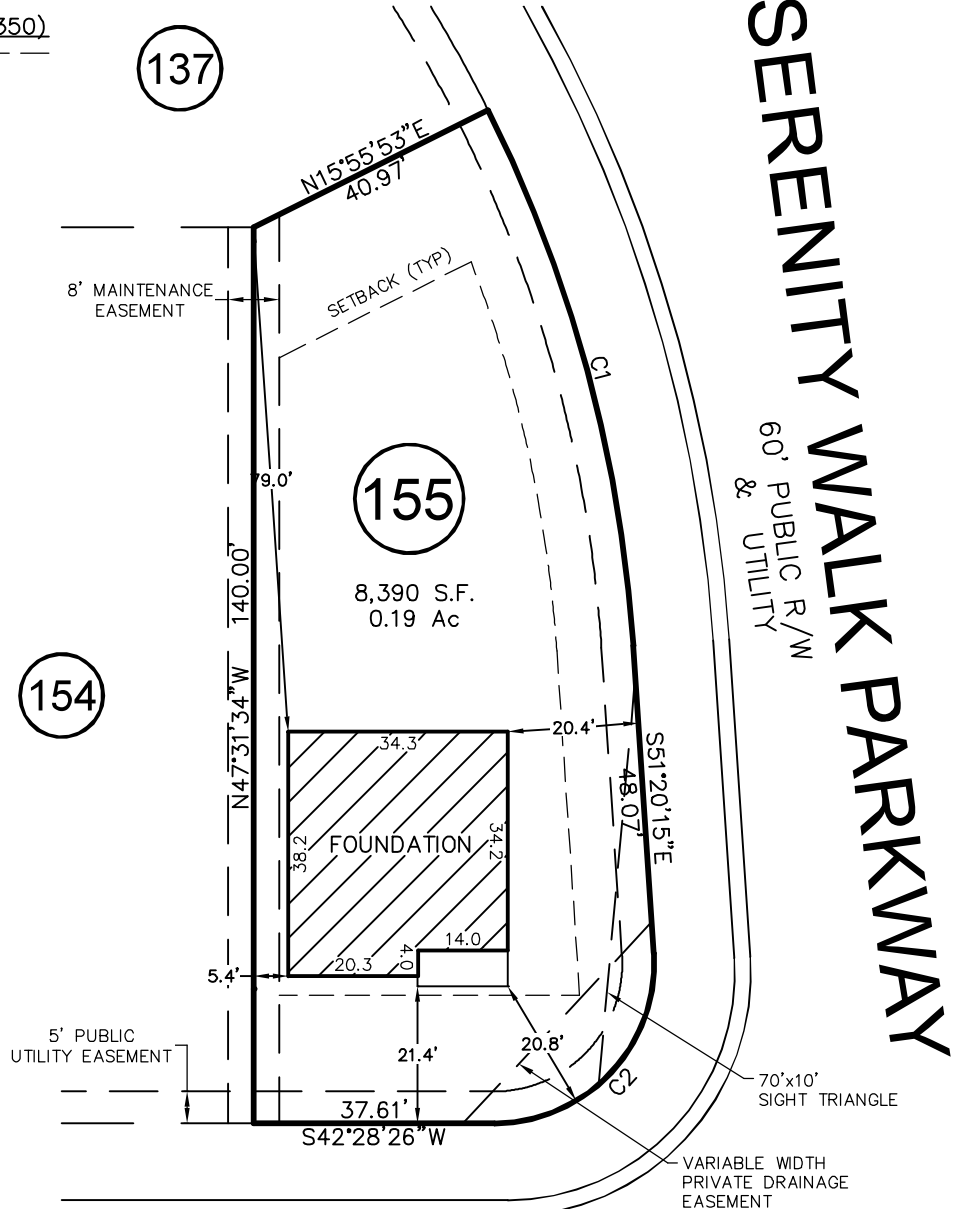 350)
137
SERENITY WALK PARKWAY
60' PUBLIC R/W
& UTILITY
N15°55'53"E
40.97'
8' MAINTENANCE
EASEMENT
SETBACK (TYP)
C1
79.0'
155
8,390 S.F.
0.19 Ac
140.00'
N47°31'34"W
154
20.4'
34.3
S51°20'15"E
48.07'
FOUNDATION
38.2
34.2
14.0
4.0
20.3
5.4'
5' PUBLIC
UTILITY EASEMENT
21.4'
20.8'
C2
37.61'
S42°28'26"W
70'x10'
SIGHT TRIANGLE
VARIABLE WIDTH
PRIVATE DRAINAGE
EASEMENT